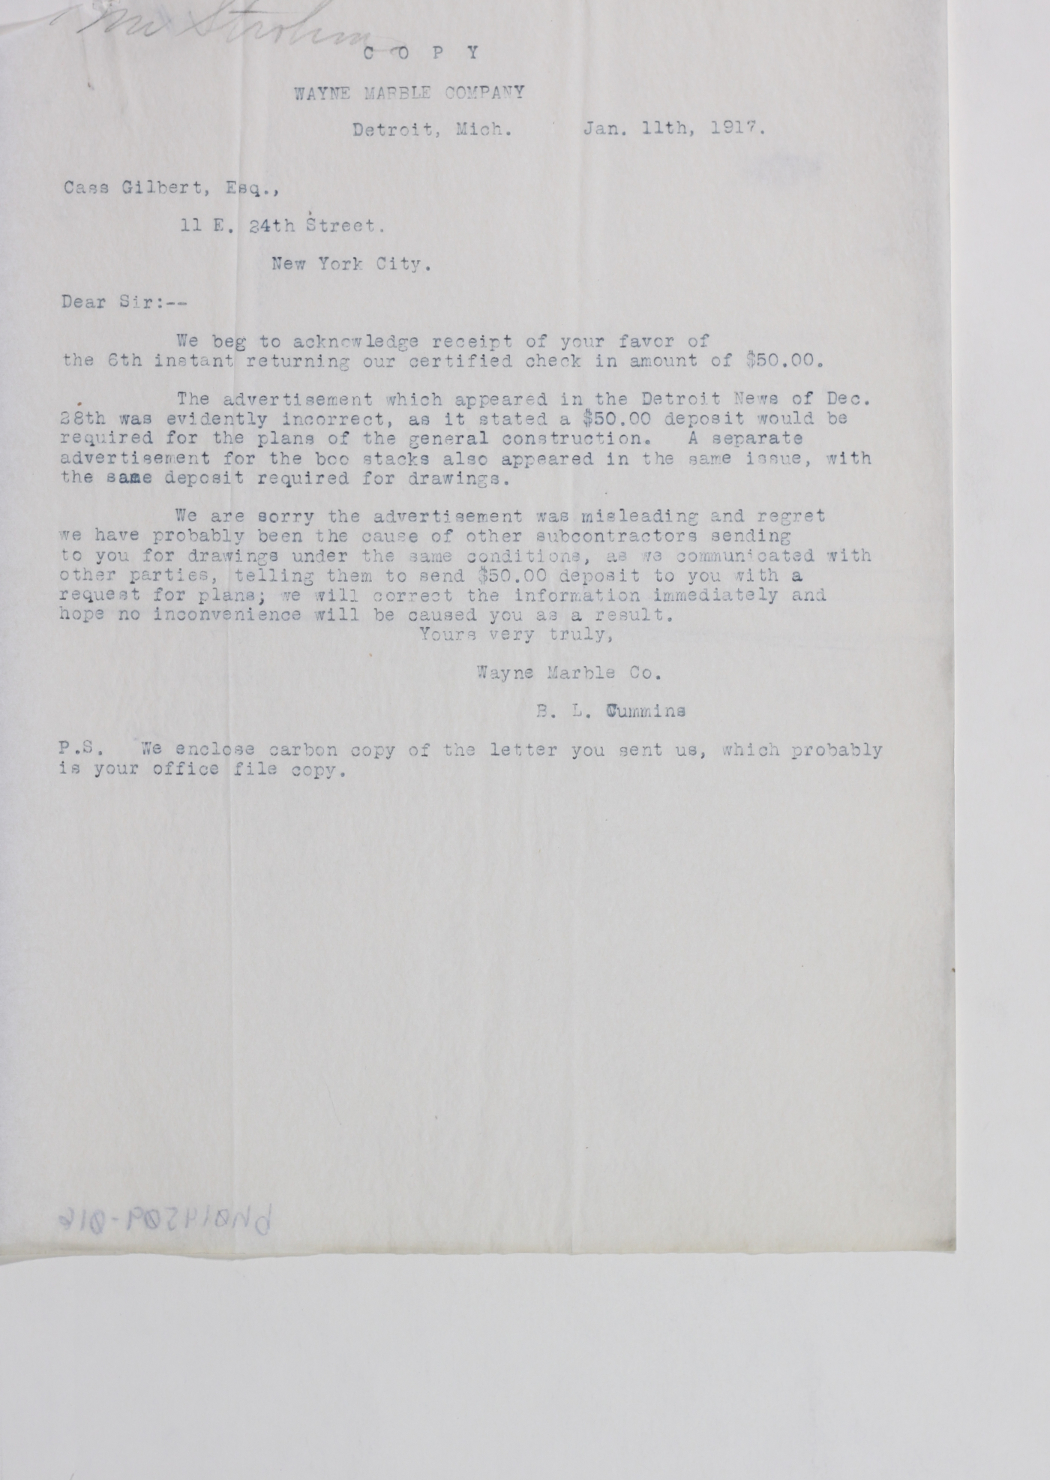 Mr Strohm
C O P Y
WAYNE MARBLE COMPANY
Detroit, Mich. Jan. 11th, 1917.
Cass Gilbert, Esq.,
11 E. 24th Street.
New York City.
Dear Sir:--
We beg to acknowledge receipt of your favor of
the 6th instant returning our certified check in amount of $50.00.
The advertisement which appeared in the Detroit News of Dec.
28th was evidently incorrect, as it stated a $50.00 deposit would be
required for the plans of the general construction. A separate
advertisement for the boo stacks also appeared in the same issue, with
the same deposit required for drawings.
We are sorry the advertisement was misleading and regret
we have probably been the cause of other subcontractors sending
to you for drawings under the same conditions, as we communicated with
other parties, telling them to send $50.00 deposit to you with a
request for plans; we will correct the information immediately and
hope no inconvenience will be caused you as a result.
Yours very truly,
Wayne Marble Co.
B. L. Cummins
P.S. We enclose carbon copy of the letter you sent us, which probably
is your office file copy.